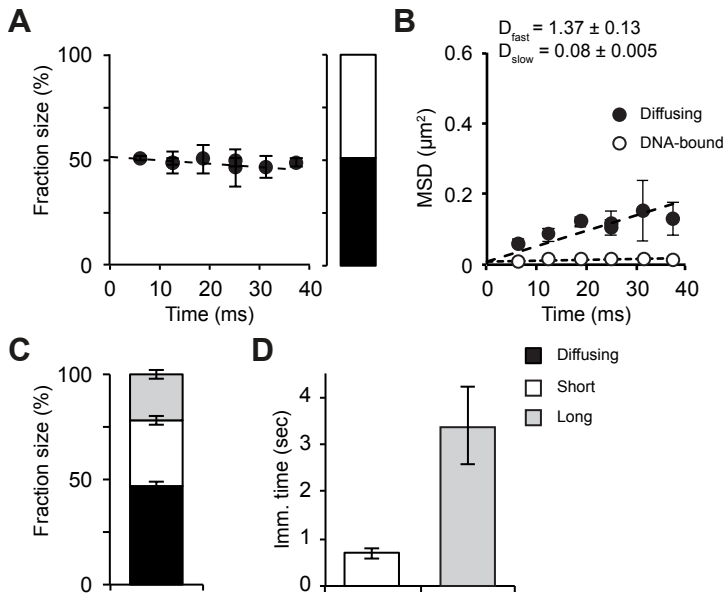 A
Fraction size (%)
100
50
0
0 10 20 30 40
Time (ms)
B
D_fast = 1.37 ± 0.13
D_slow = 0.08 ± 0.005
MSD (µm²)
0.6
0.4
0.2
0
0 10 20 30 40
Time (ms)
Diffusing
DNA-bound
C
Fraction size (%)
100
50
0
D
Imm. time (sec)
4
3
2
1
0
Diffusing
Short
Long